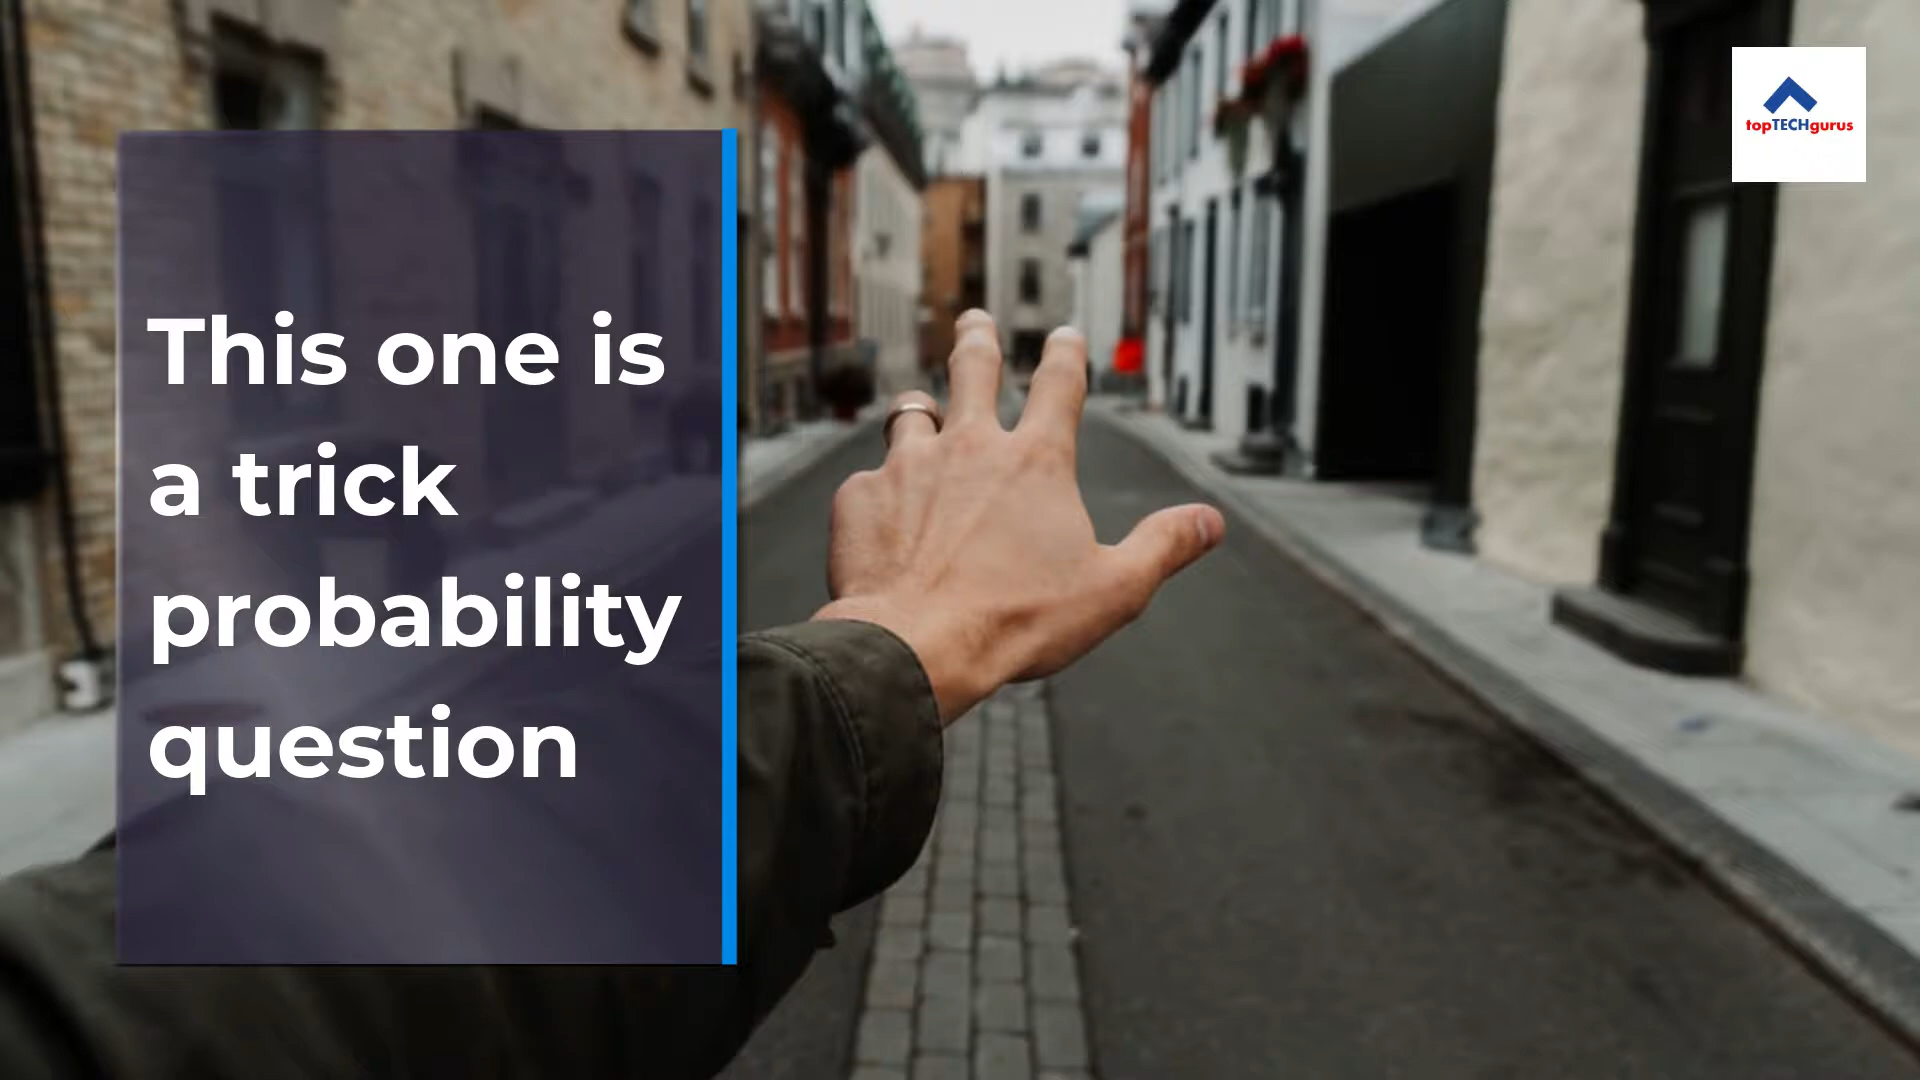 This one is
a trick
probability
question
topTECHgurus